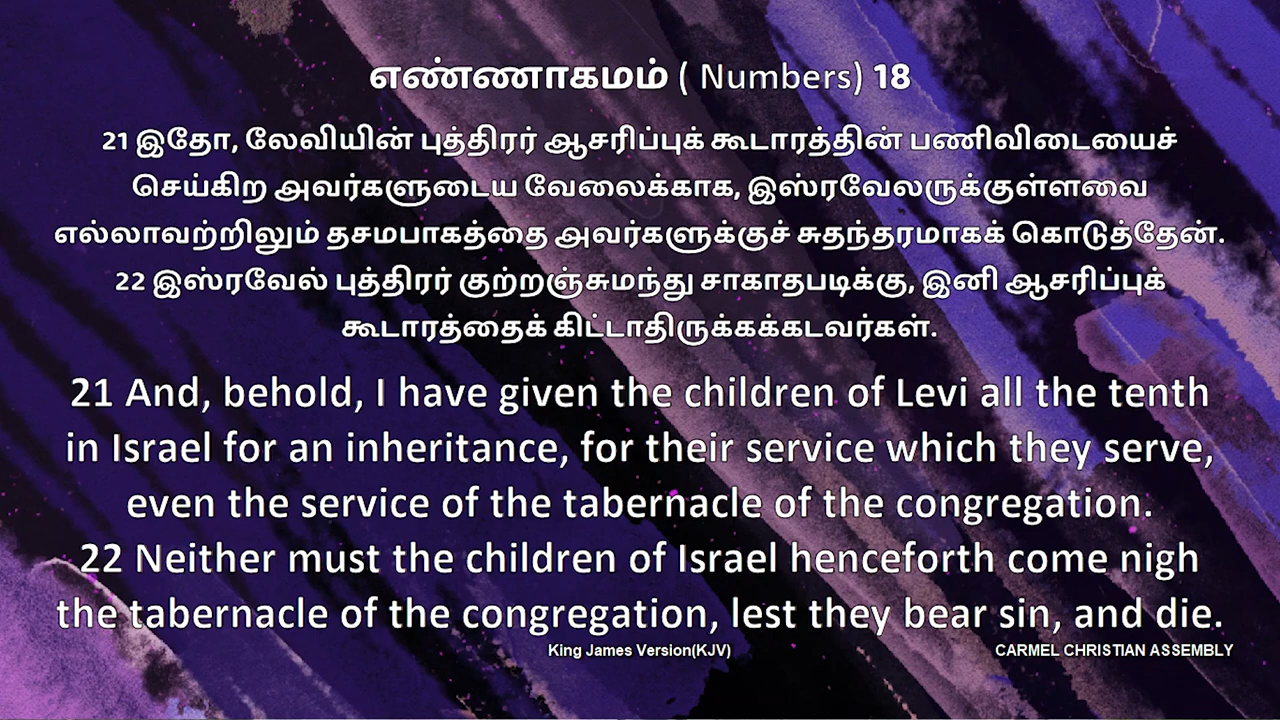 எண்ணாகமம் ( Numbers) 18
21 இதோ, லேவியின் புத்திரர் ஆசரிப்புக் கூடாரத்தின் பணிவிடையைச்
செய்கிற அவர்களுடைய வேலைக்காக, இஸ்ரவேலருக்குள்ளவை
எல்லாவற்றிலும் தசமபாகத்தை அவர்களுக்குச் சுதந்தரமாகக் கொடுத்தேன்.
22 இஸ்ரவேல் புத்திரர் குற்றஞ்சுமந்து சாகாதபடிக்கு, இனி ஆசரிப்புக்
கூடாரத்தைக் கிட்டாதிருக்கக்கடவர்கள்.
21 And, behold, I have given the children of Levi all the tenth
in Israel for an inheritance, for their service which they serve,
even the service of the tabernacle of the congregation.
22 Neither must the children of Israel henceforth come nigh
the tabernacle of the congregation, lest they bear sin, and die.
King James Version(KJV)
CARMEL CHRISTIAN ASSEMBLY